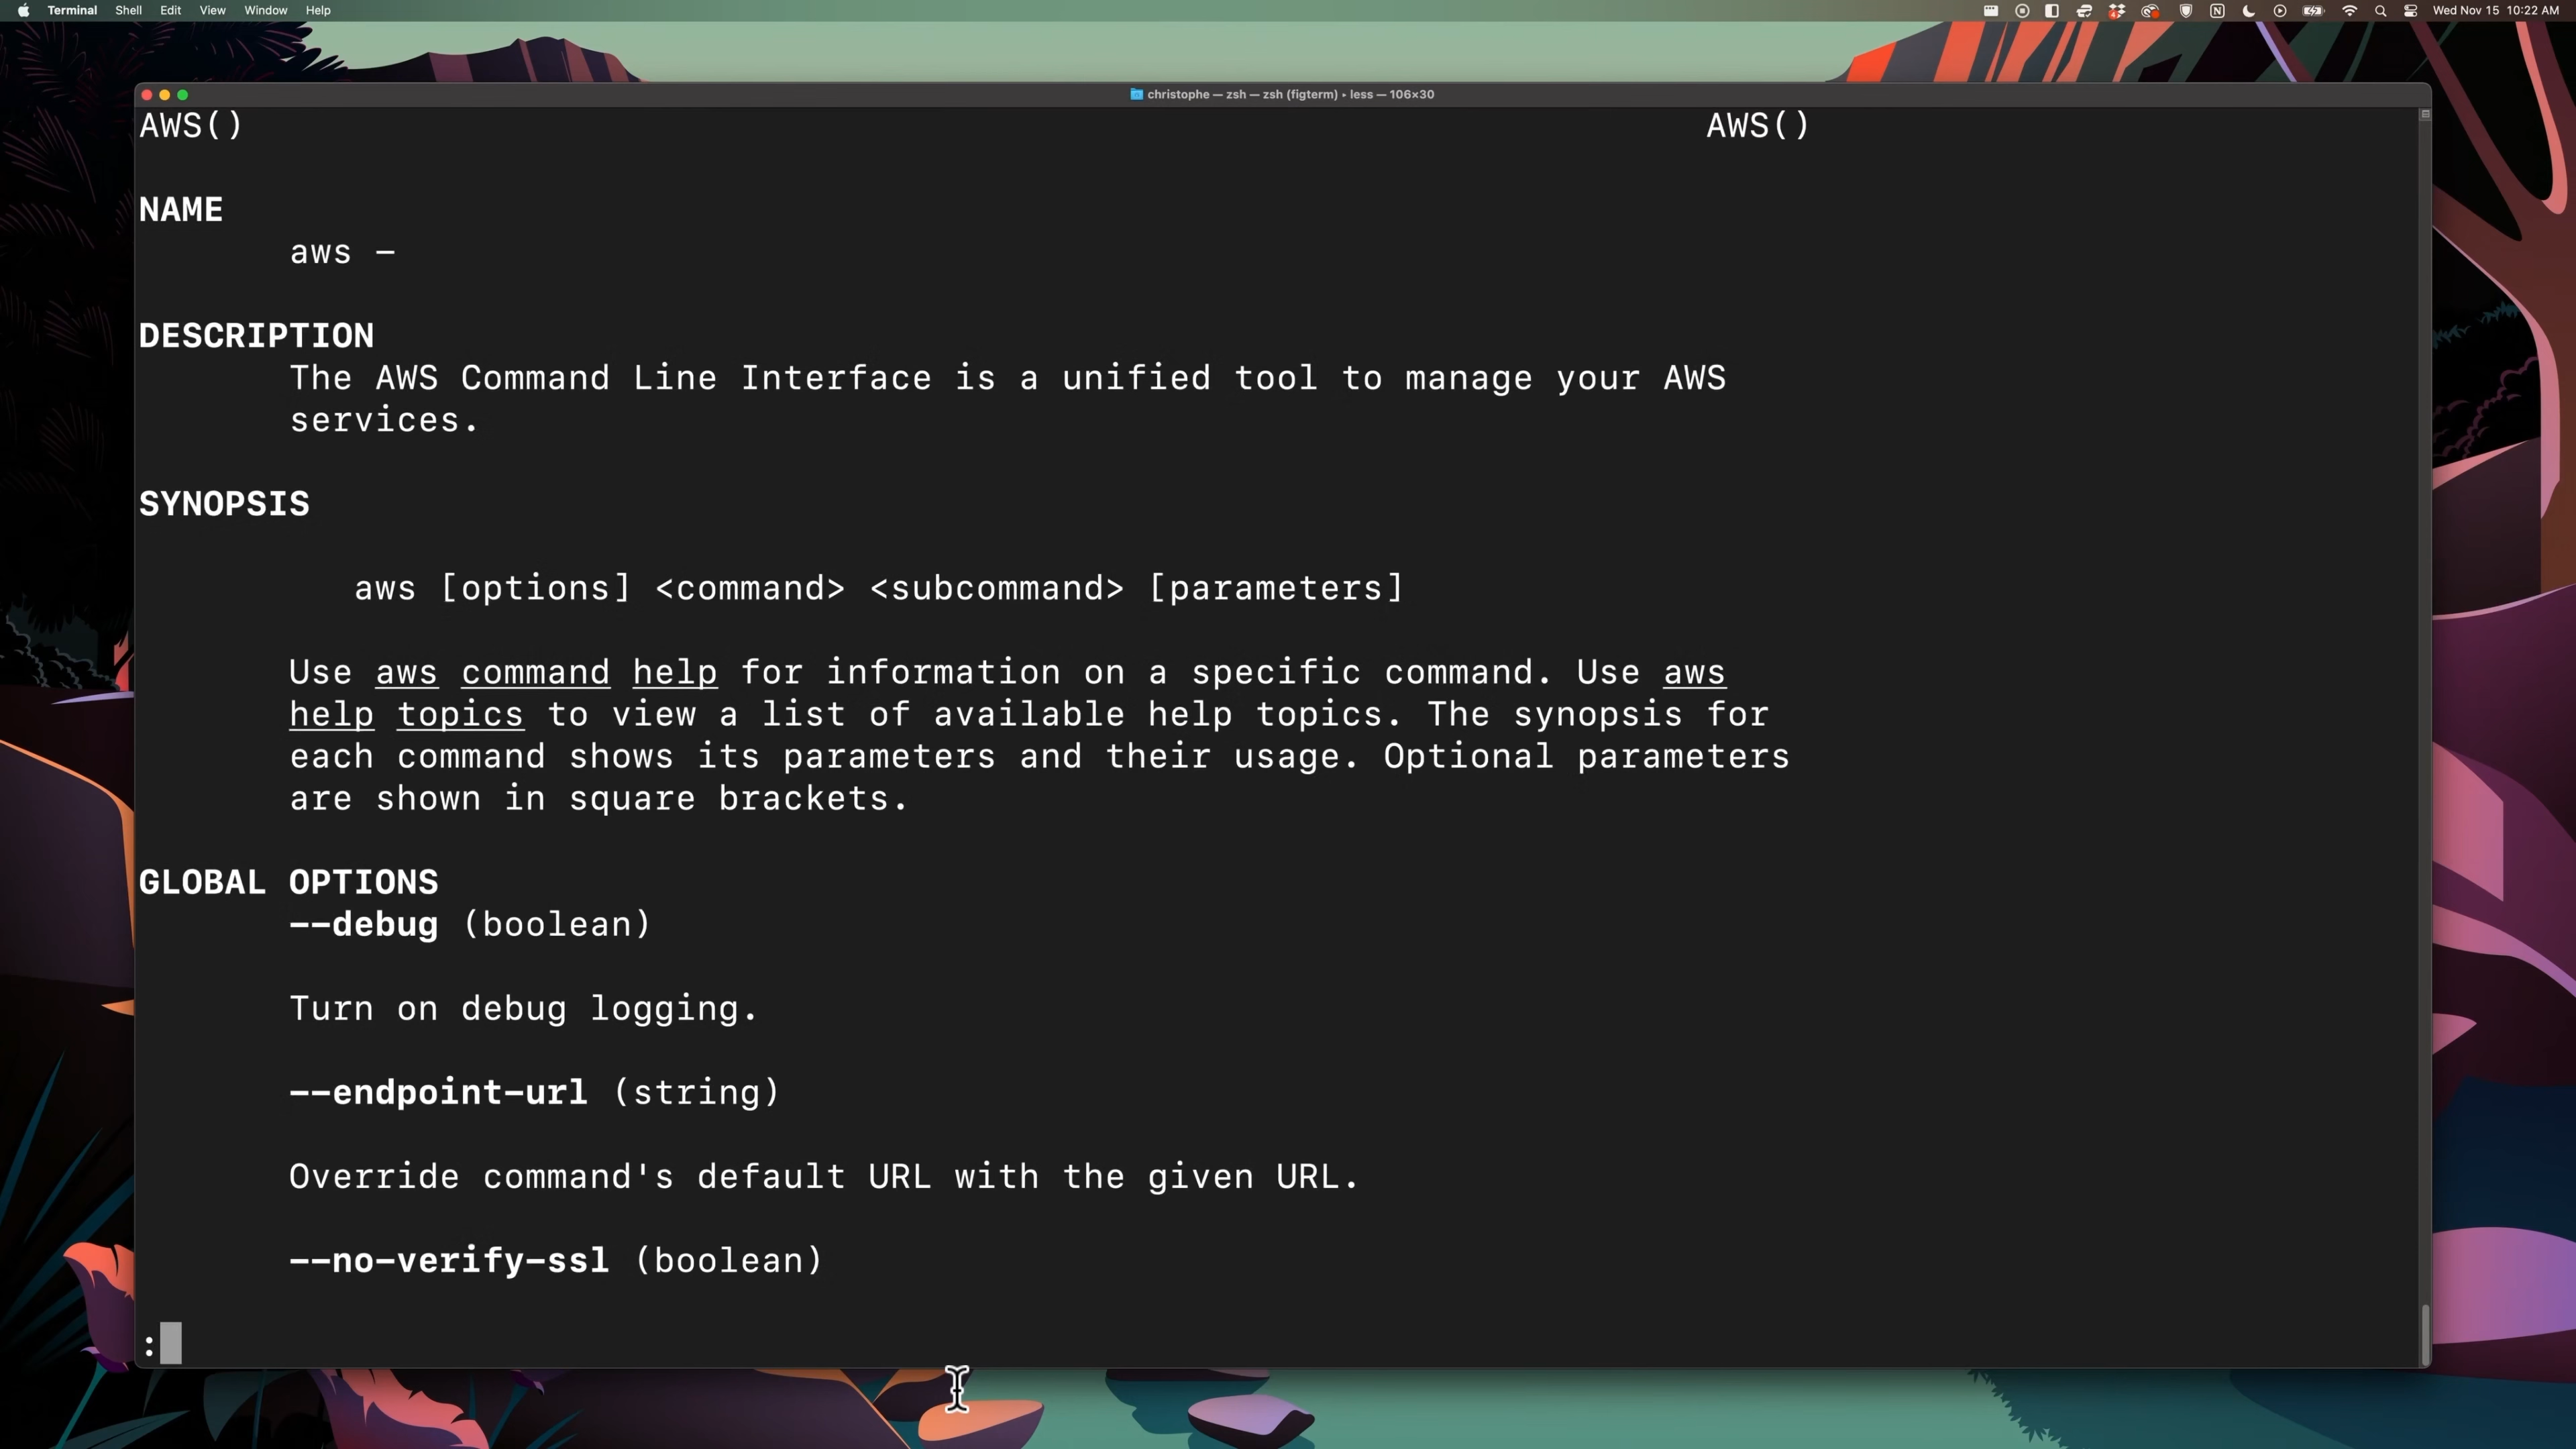 Terminal Shell Edit View Window Help Wed Nov 15 10:22 AM
christophe — zsh — zsh (figterm) ▸ less — 106×30
AWS() AWS()
NAME
aws -
DESCRIPTION
The AWS Command Line Interface is a unified tool to manage your AWS
services.
SYNOPSIS
aws [options] <command> <subcommand> [parameters]
Use aws command help for information on a specific command. Use aws
help topics to view a list of available help topics. The synopsis for
each command shows its parameters and their usage. Optional parameters
are shown in square brackets.
GLOBAL OPTIONS
--debug (boolean)
Turn on debug logging.
--endpoint-url (string)
Override command's default URL with the given URL.
--no-verify-ssl (boolean)
: